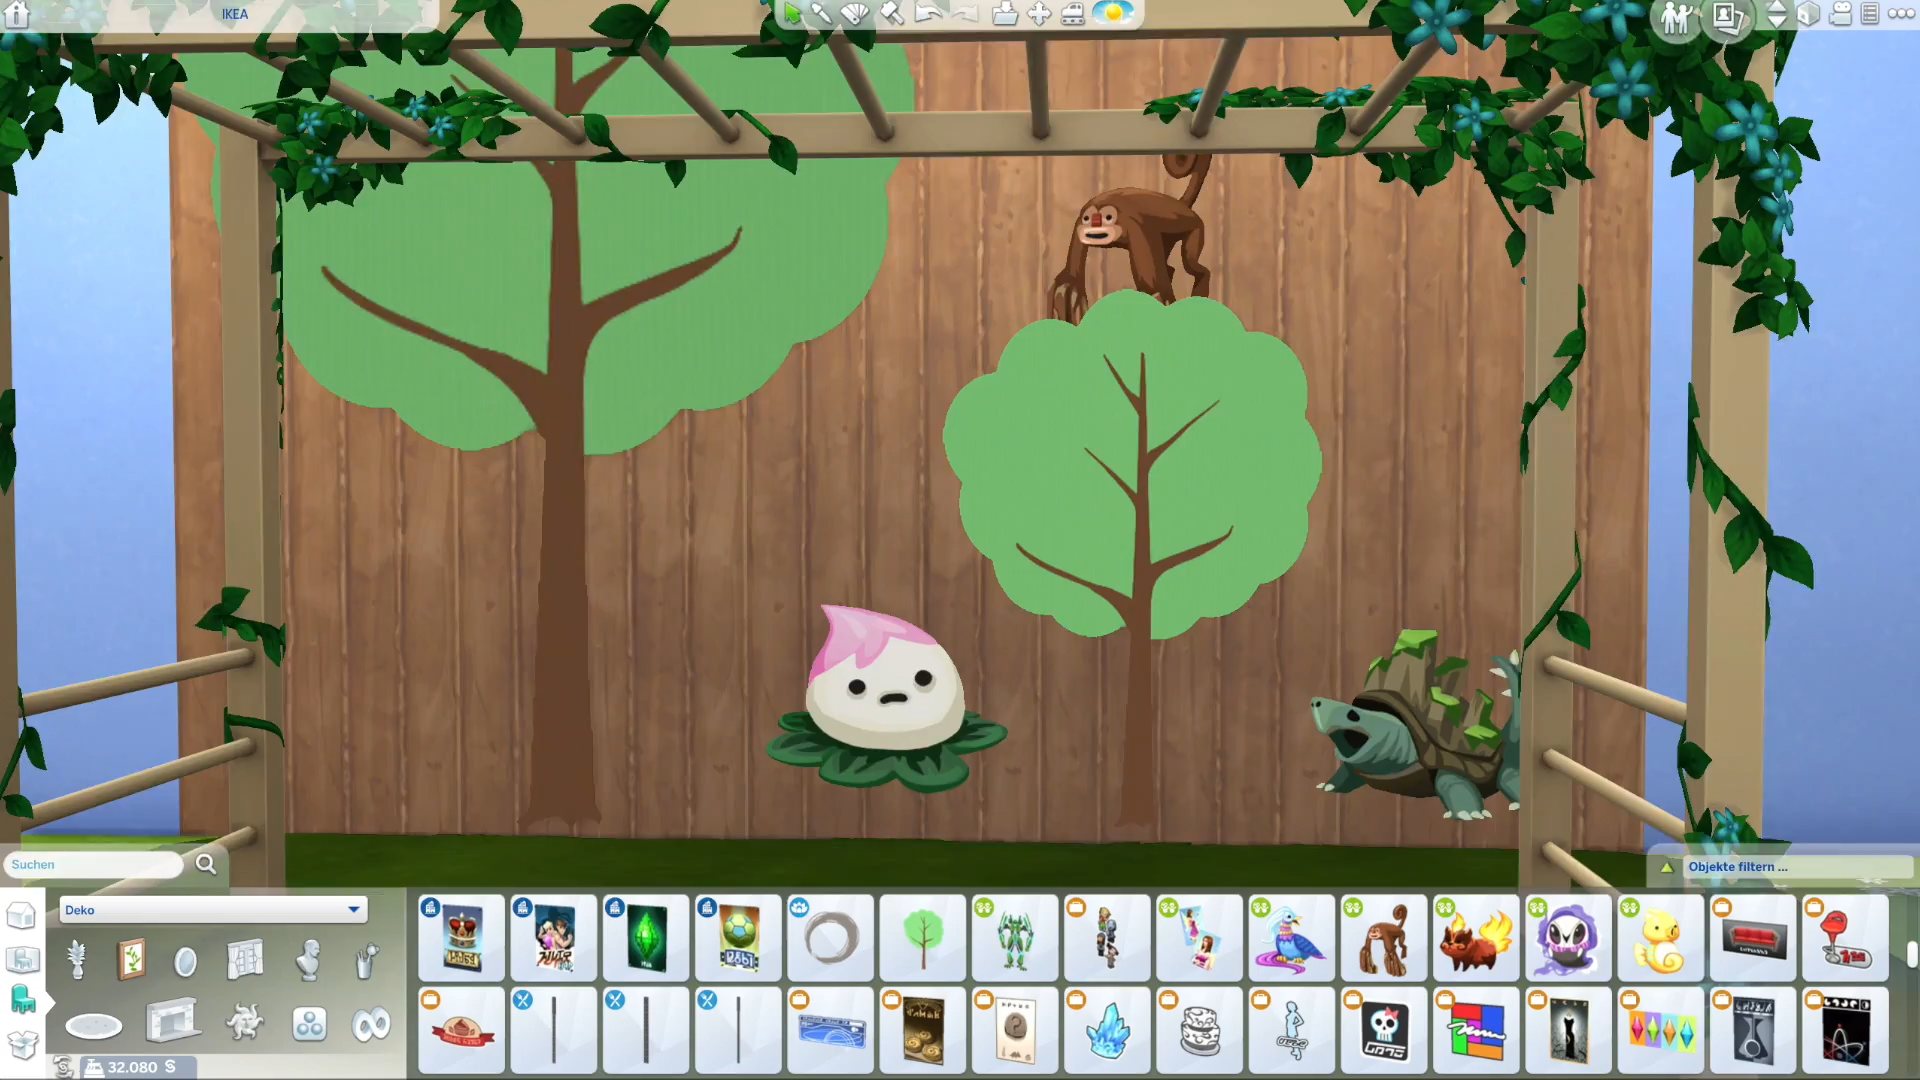 IKEA
Suchen
Objekte filtern ...
Deko
32.080 S